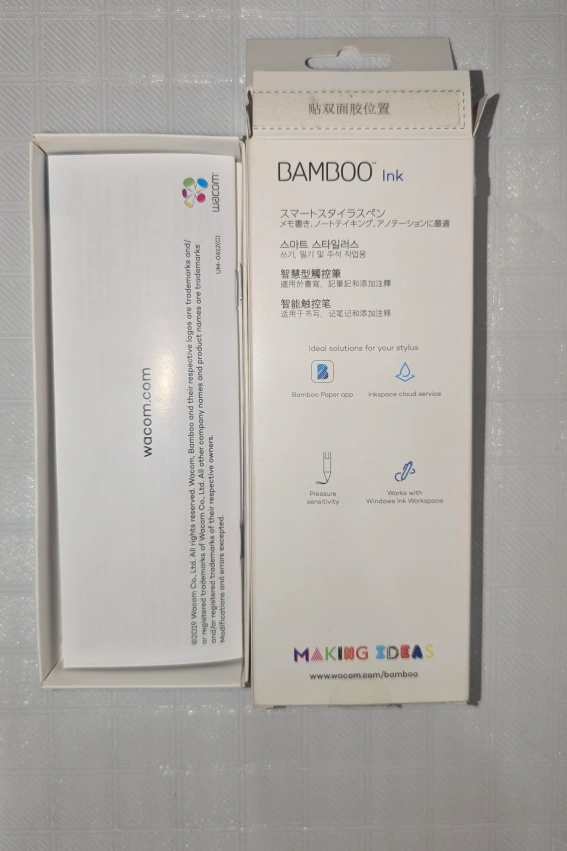 wacom
UM-0612(C)
wacom.com
©2019 Wacom Co., Ltd. All rights reserved. Wacom, Bamboo and their respective logos are trademarks and/
or registered trademarks of Wacom Co., Ltd. All other company names and product names are trademarks
and/or registered trademarks of their respective owners.
Modifications and errors excepted.
贴双面胶位置
BAMBOO™ Ink
スマートスタイラスペン
メモ書き、ノートテイキング、アノテーションに最適
스마트 스타일러스
쓰기, 필기 및 주석 작업용
智慧型觸控筆
適用於書寫、記筆記和添加注釋
智能触控笔
适用于书写、记笔记和添加注释
Ideal solutions for your stylus
Bamboo Paper app
Inkspace cloud service
Pressure
sensitivity
Works with
Windows Ink Workspace
MAKING IDEAS
www.wacom.com/bamboo